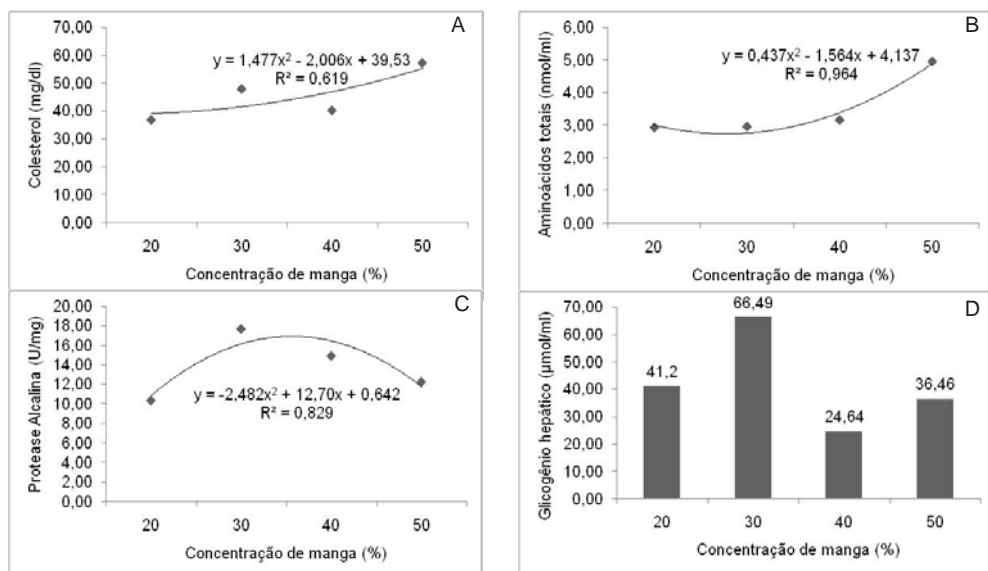 A
Colesterol (mg/dl)
70,00
60,00
50,00
40,00
30,00
20,00
10,00
0,00
y = 1,477x² - 2,006x + 39,53
R² = 0,619
20 30 40 50
Concentração de manga (%)
B
Aminoácidos totais (nmol/ml)
6,00
5,00
4,00
3,00
2,00
1,00
0,00
y = 0,437x² - 1,564x + 4,137
R² = 0,964
20 30 40 50
Concentração de manga (%)
C
Protease Alcalina (U/mg)
20,00
18,00
16,00
14,00
12,00
10,00
8,00
6,00
4,00
2,00
0,00
y = -2,482x² + 12,70x + 0,642
R² = 0,829
20 30 40 50
Concentração de manga (%)
D
Glicogênio hepático (µmol/ml)
70,00
60,00
50,00
40,00
30,00
20,00
10,00
0,00
41,2
66,49
24,64
36,46
20 30 40 50
Concentração de manga (%)